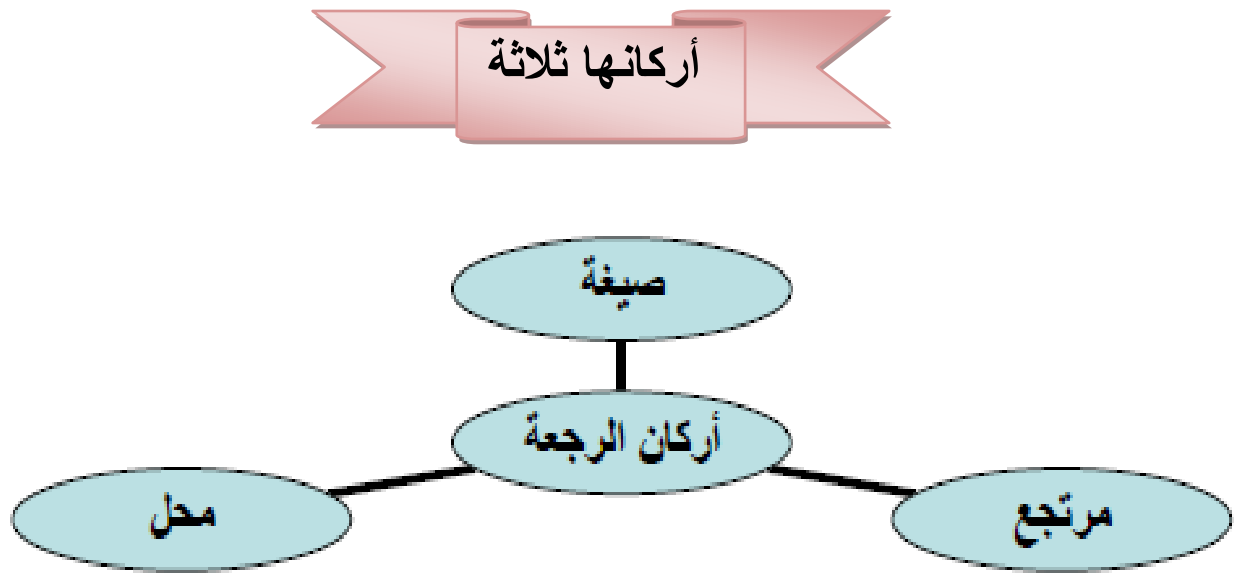 أركانها ثلاثة
صيغة
أركان الرجعة
مرتجع
محل